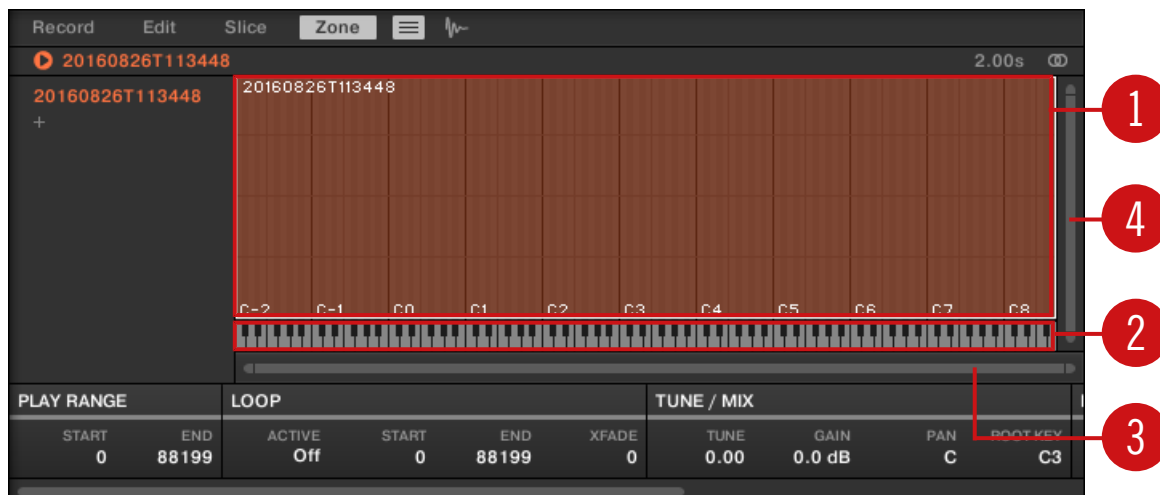 Record Edit Slice Zone
20160826T113448 2.00s
20160826T113448
+
20160826T113448
1
4
C-2 C-1 C0 C1 C2 C3 C4 C5 C6 C7 C8
2
PLAY RANGE LOOP TUNE / MIX
START END ACTIVE START END XFADE TUNE GAIN PAN ROOT KEY
0 88199 Off 0 88199 0 0.00 0.0 dB C C3
3